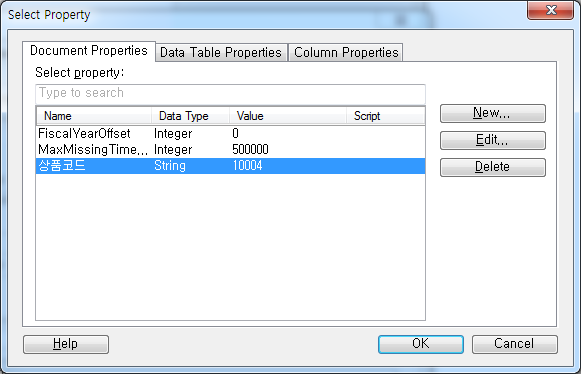 Select Property
Document Properties Data Table Properties Column Properties
Select property:
Type to search
Name Data Type Value Script
FiscalYearOffset Integer 0
MaxMissingTime... Integer 500000
상품코드 String 10004
New...
Edit...
Delete
Help OK Cancel